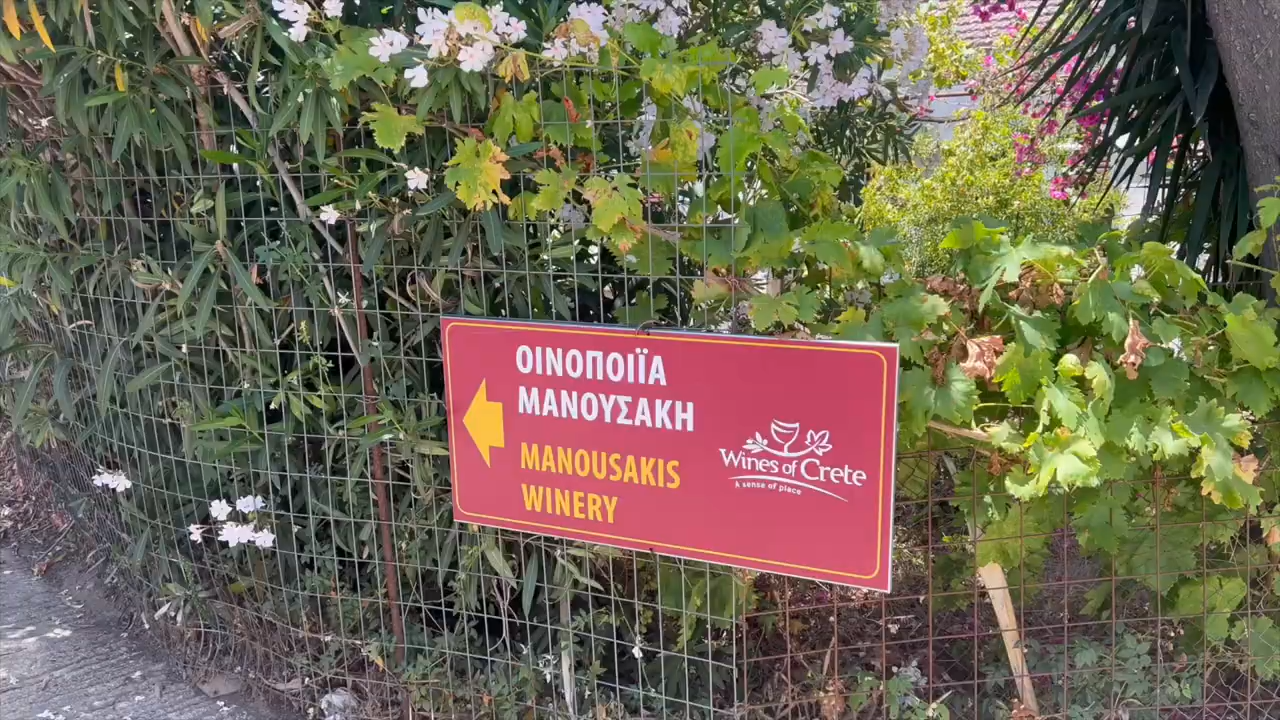 ΟΙΝΟΠΟΙΪΑ
ΜΑΝΟΥΣΑΚΗ
MANOUSAKIS
WINERY
Wines of Crete
A sense of place